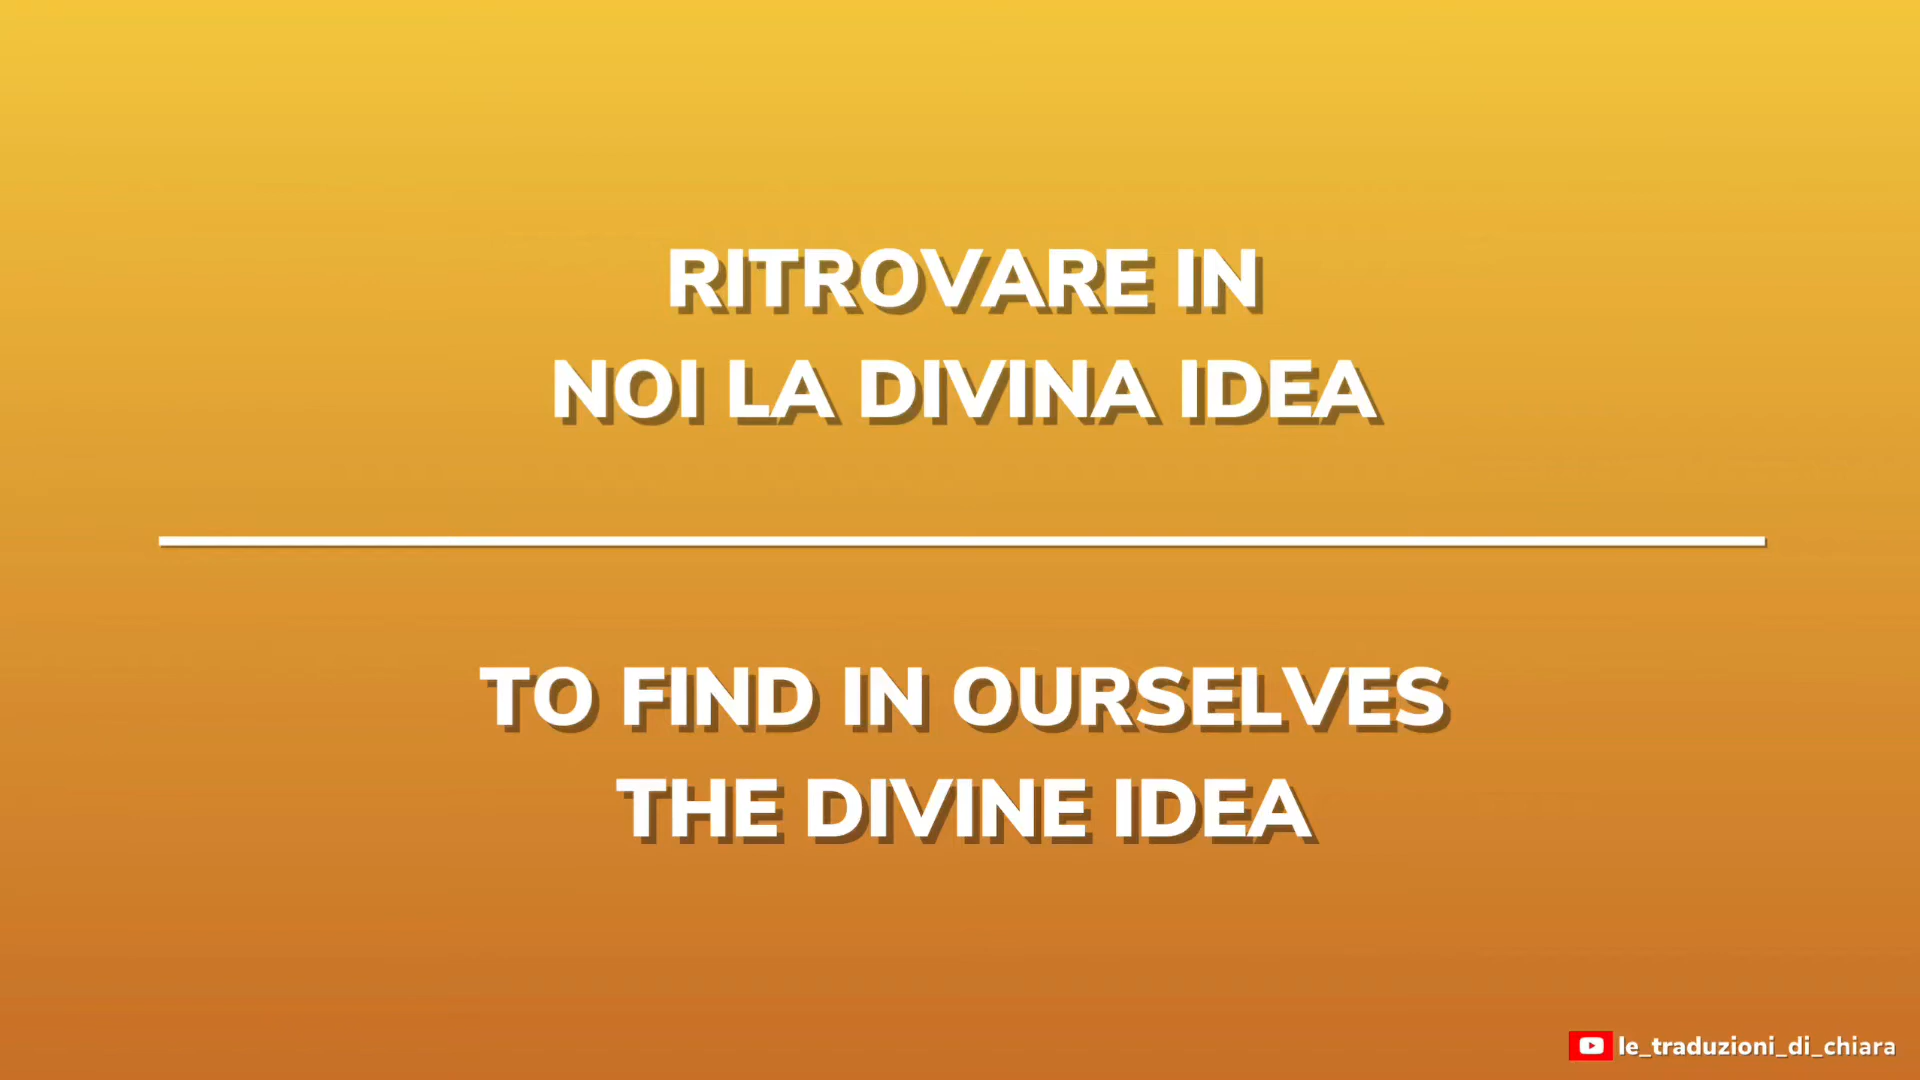 RITROVARE IN
NOI LA DIVINA IDEA
TO FIND IN OURSELVES
THE DIVINE IDEA
le_traduzioni_di_chiara